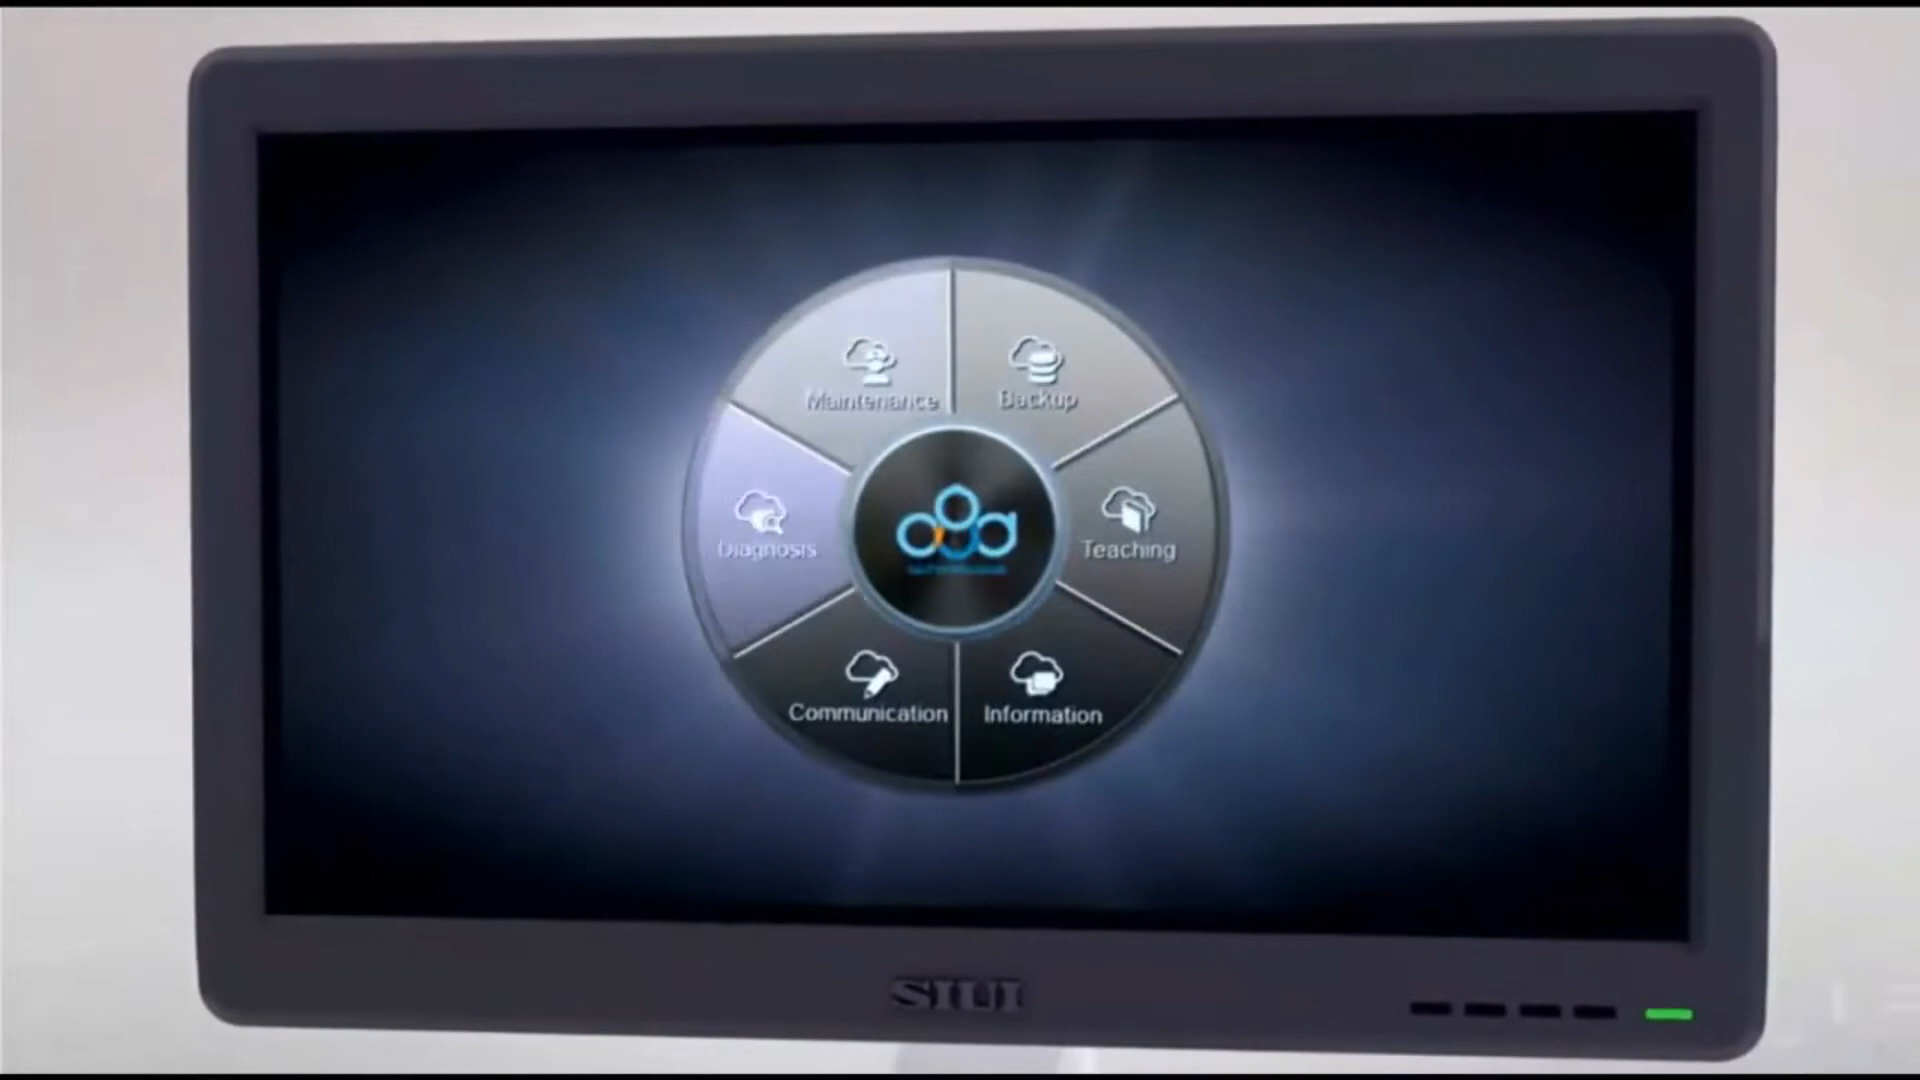 Maintenance
Backup
Diagnosis
Teaching
Communication
Information
SIUI